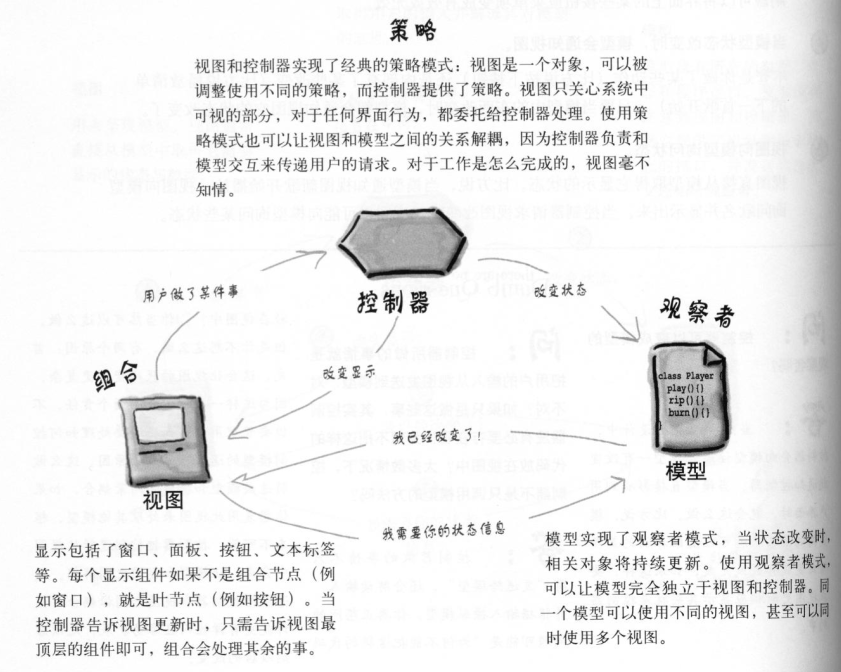 策略
视图和控制器实现了经典的策略模式：视图是一个对象，可以被
调整使用不同的策略，而控制器提供了策略。视图只关心系统中
可视的部分，对于任何界面行为，都委托给控制器处理。使用策
略模式也可以让视图和模型之间的关系解耦，因为控制器负责和
模型交互来传递用户的请求。对于工作是怎么完成的，视图毫不
知情。
用户做了某件事
控制器
改变状态
观察者
组合
改变显示
class Player {
play(){}
rip(){}
burn(){}
}
我已经改变了！
视图
模型
我需要你的状态信息
显示包括了窗口、面板、按钮、文本标签
等。每个显示组件如果不是组合节点（例
如窗口），就是叶节点（例如按钮）。当
控制器告诉视图更新时，只需告诉视图最
顶层的组件即可，组合会处理其余的事。
模型实现了观察者模式，当状态改变时，
相关对象将持续更新。使用观察者模式，
可以让模型完全独立于视图和控制器。同
一个模型可以使用不同的视图，甚至可以同
时使用多个视图。